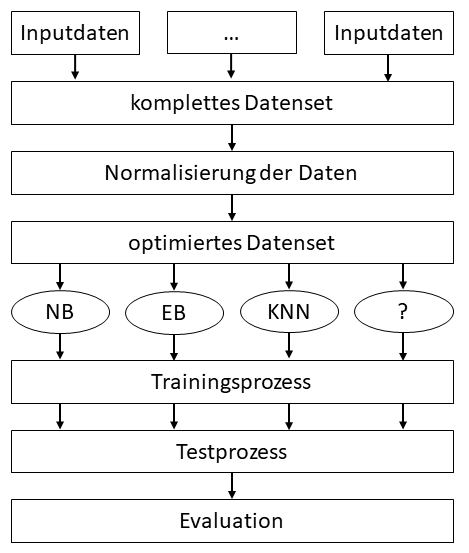 Inputdaten
...
Inputdaten
komplettes Datenset
Normalisierung der Daten
optimiertes Datenset
NB
EB
KNN
?
Trainingsprozess
Testprozess
Evaluation